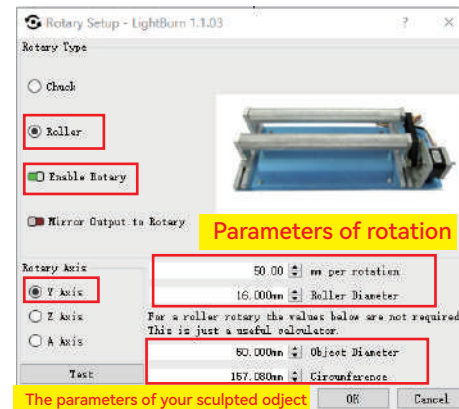 Rotary Setup - LightBurn 1.1.03 ? ×
Rotary Type
Chuck
Roller
Enable Rotary
Mirror Output to Rotary
Parameters of rotation
Rotary Axis
50.00 mm per rotation
Y Axis
16.000mm Roller Diameter
Z Axis
For a roller rotary the values below are not required
This is just a useful calculator.
A Axis
50.000mm Object Diameter
Test
157.080mm Circumference
The parameters of your sculpted object
OK
Cancel